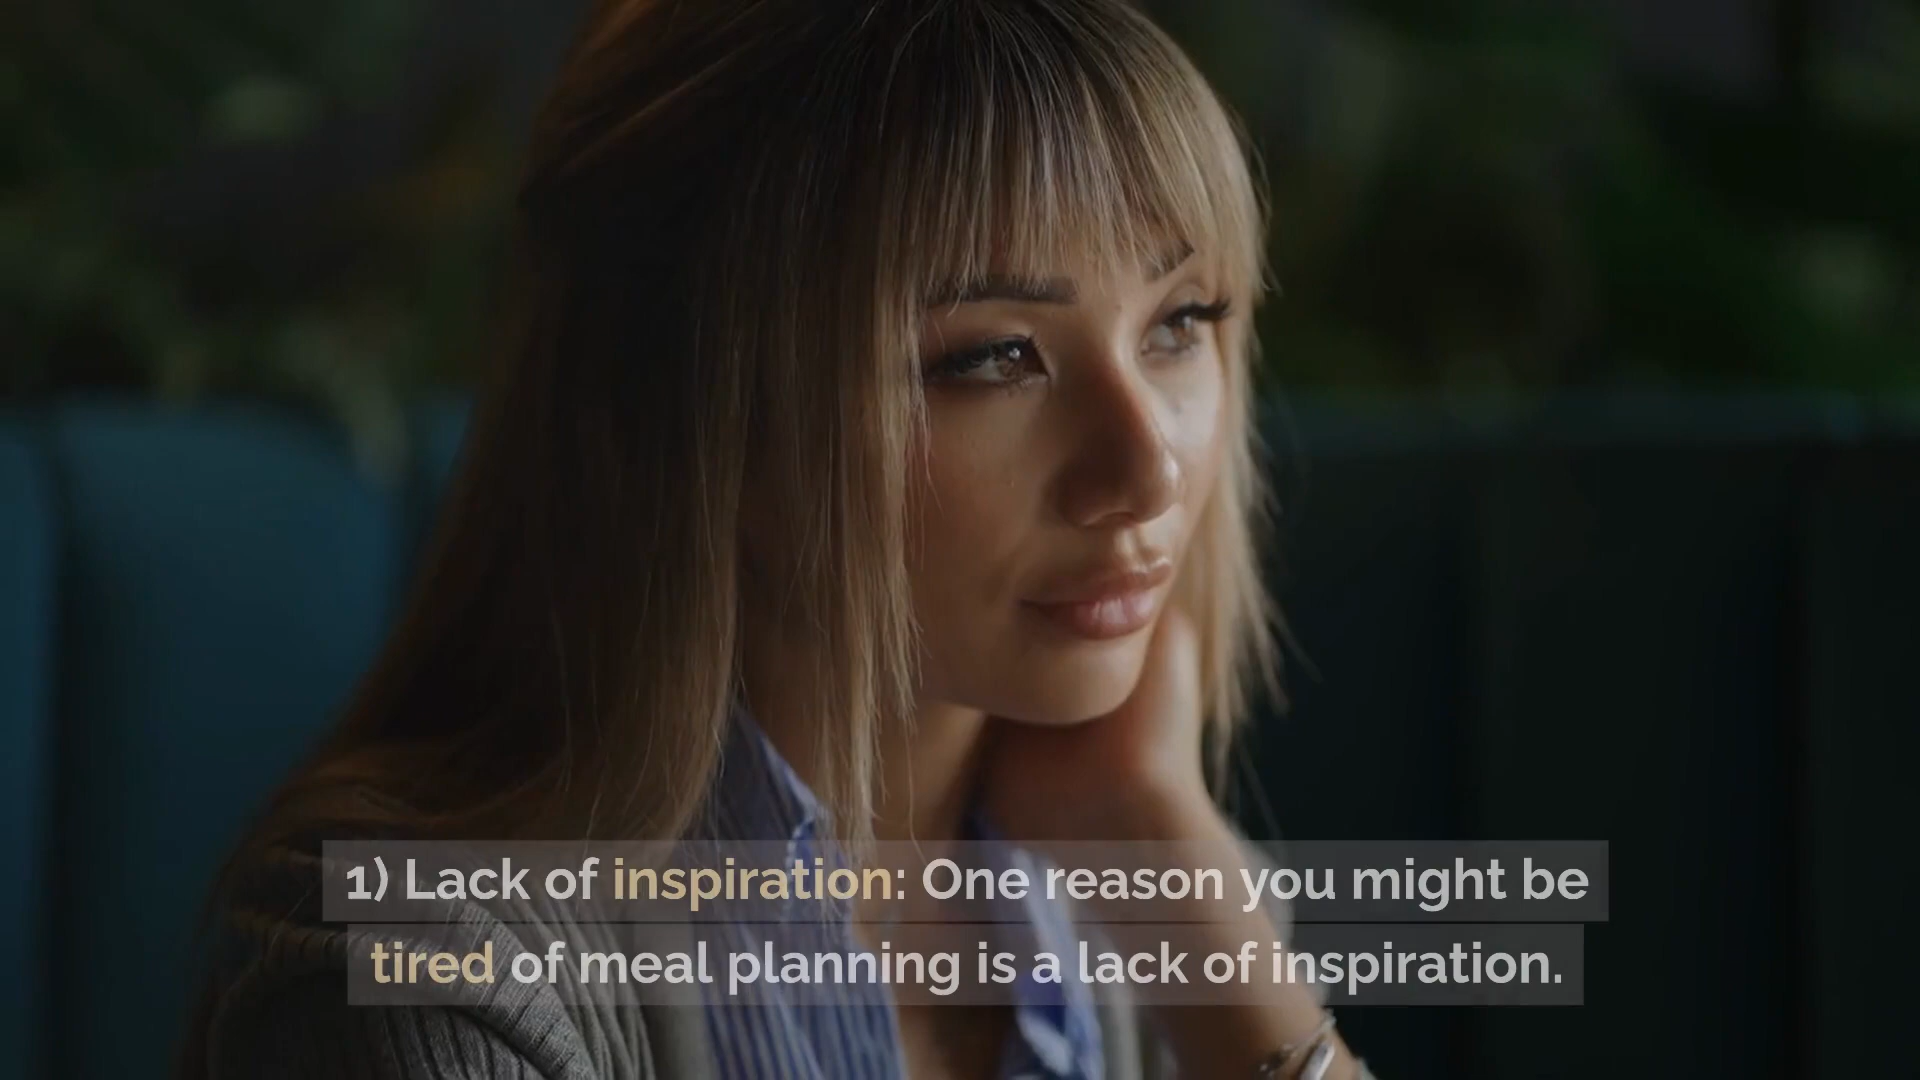 1) Lack of inspiration: One reason you might be
tired of meal planning is a lack of inspiration.